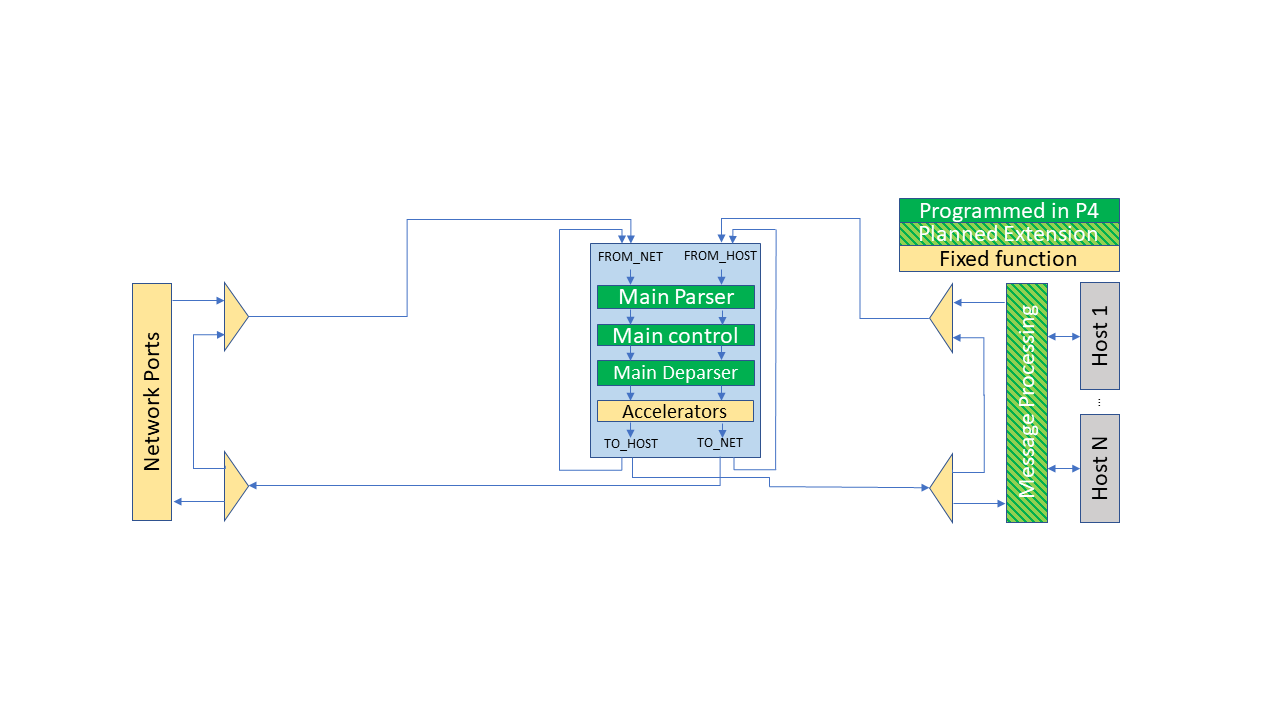 Programmed in P4
Planned Extension
Fixed function
FROM_NET
FROM_HOST
Main Parser
Main control
Main Deparser
Accelerators
TO_HOST
TO_NET
Network Ports
Message Processing
Host 1
...
Host N